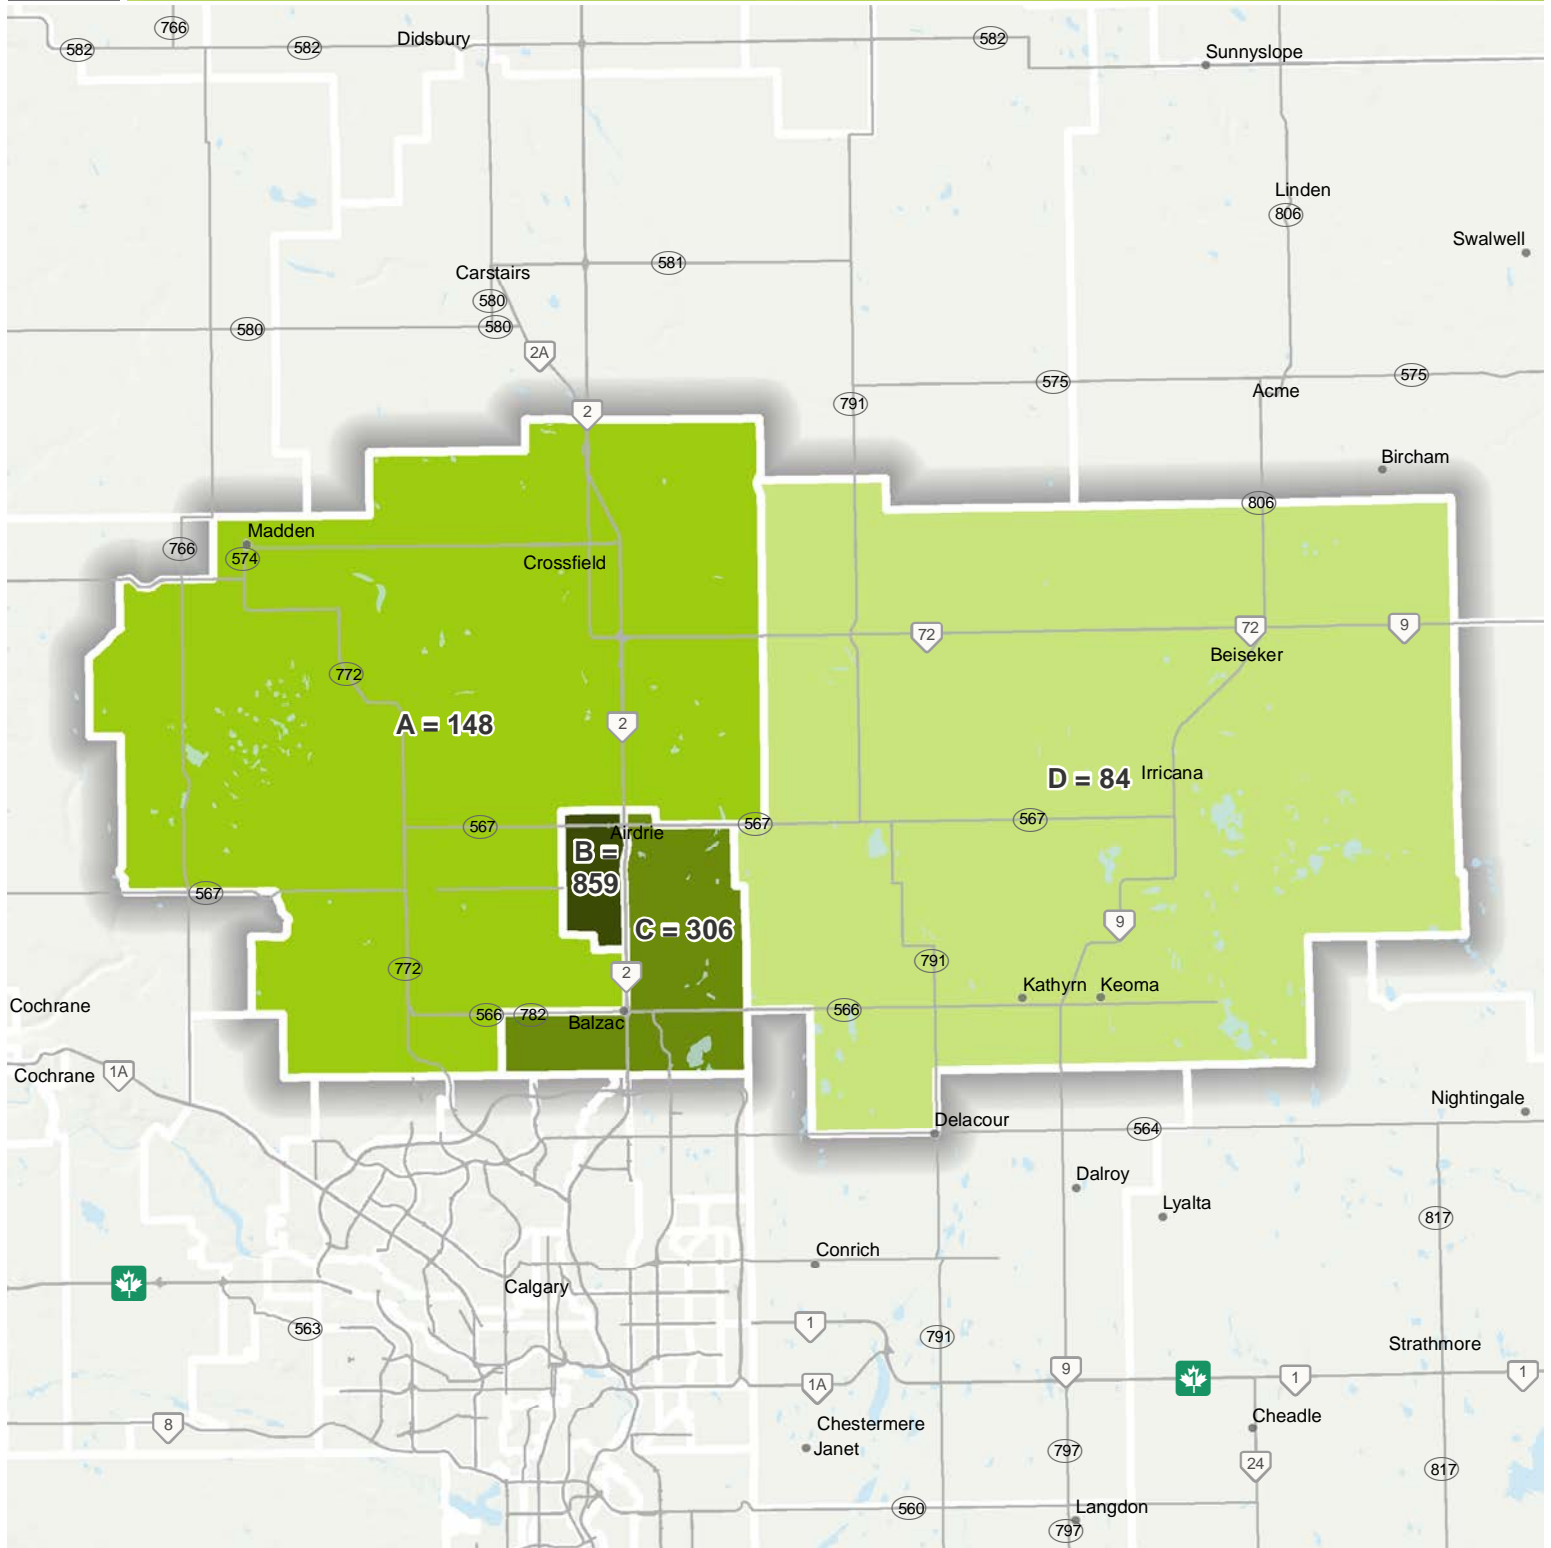 766
582
582
Didsbury
582
Sunnyslope
Linden
806
Swalwell
Carstairs
581
580
580
580
2A
575
575
Acme
791
2
Bircham
806
Madden
766
574
Crossfield
72
72
9
Beiseker
772
A = 148
2
D = 84
Irricana
567
567
567
Airdrie
B =
859
567
C = 306
9
791
772
2
Kathyrn
Keoma
Cochrane
566
782
Balzac
566
Cochrane
1A
Nightingale
Delacour
564
Dalroy
Lyalta
817
Conrich
1
Calgary
563
1
791
Strathmore
9
1
1
1
1A
8
Chestermere
Janet
Cheadle
797
24
817
560
Langdon
797